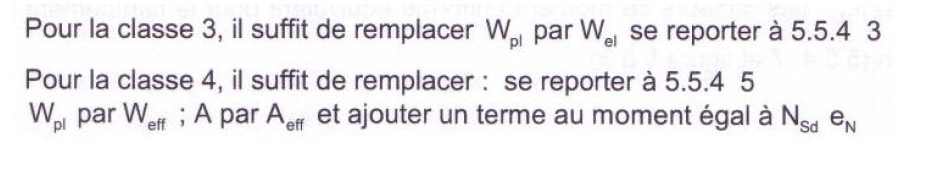 Pour la classe 3, il suffit de remplacer W_pl par W_el se reporter à 5.5.4 3
Pour la classe 4, il suffit de remplacer : se reporter à 5.5.4 5
W_pl par W_eff ; A par A_eff et ajouter un terme au moment égal à N_Sd e_N